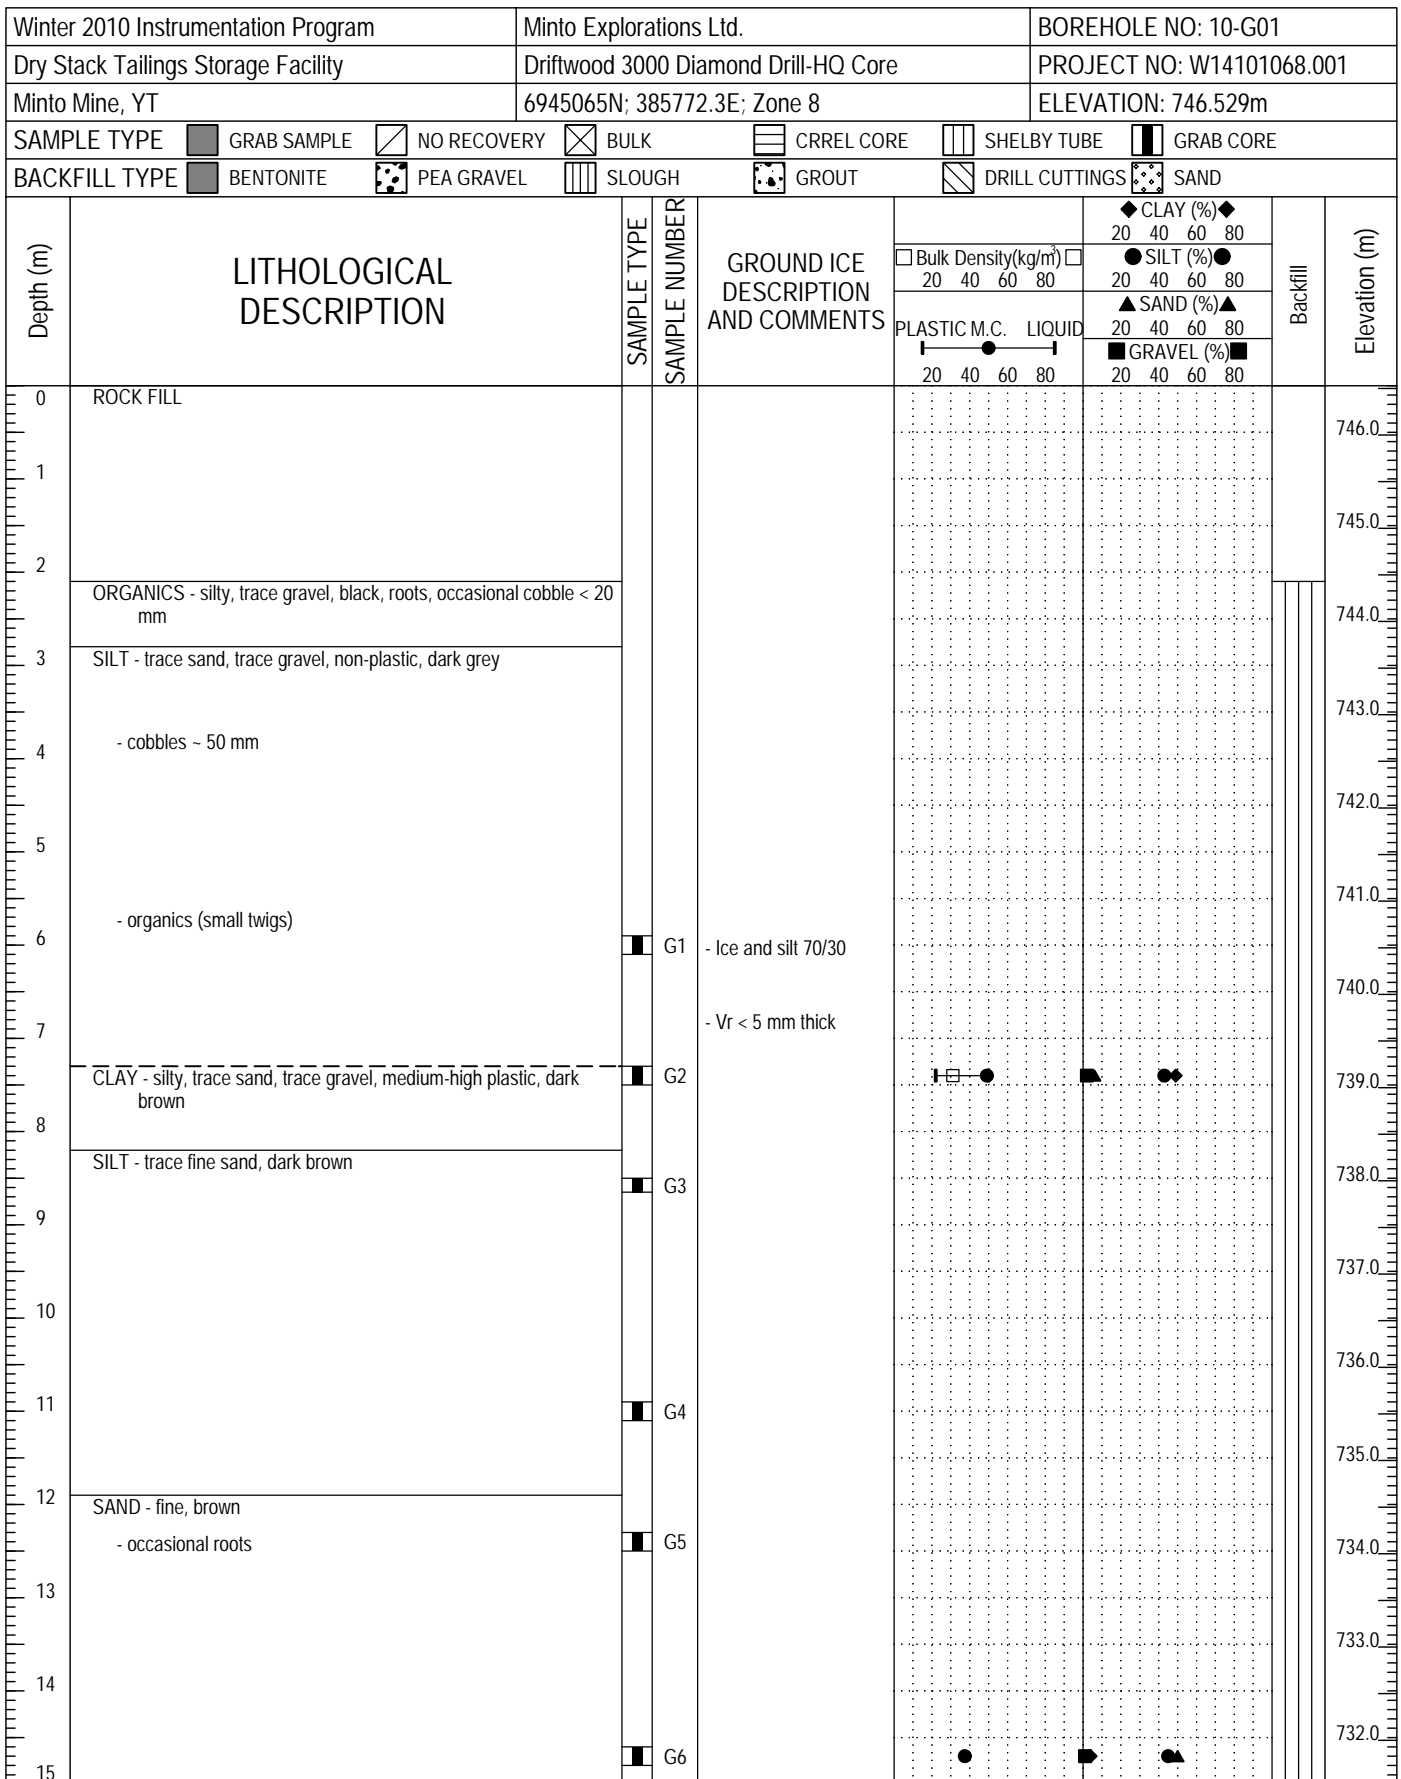 Winter 2010 Instrumentation Program
Minto Explorations Ltd.
BOREHOLE NO: 10-G01
Dry Stack Tailings Storage Facility
Driftwood 3000 Diamond Drill-HQ Core
PROJECT NO: W14101068.001
Minto Mine, YT
6945065N; 385772.3E; Zone 8
ELEVATION: 746.529m
SAMPLE TYPE GRAB SAMPLE NO RECOVERY BULK CRREL CORE SHELBY TUBE GRAB CORE
BACKFILL TYPE BENTONITE PEA GRAVEL SLOUGH GROUT DRILL CUTTINGS SAND
Depth (m)
LITHOLOGICAL
DESCRIPTION
SAMPLE TYPE
SAMPLE NUMBER
GROUND ICE
DESCRIPTION
AND COMMENTS
Bulk Density(kg/m³)
20 40 60 80
PLASTIC M.C. LIQUID
20 40 60 80
CLAY (%)
20 40 60 80
SILT (%)
20 40 60 80
SAND (%)
20 40 60 80
GRAVEL (%)
20 40 60 80
Backfill
Elevation (m)
0
ROCK FILL
746.0
1
745.0
2
ORGANICS - silty, trace gravel, black, roots, occasional cobble < 20
mm
744.0
3
SILT - trace sand, trace gravel, non-plastic, dark grey
743.0
- cobbles ~ 50 mm
4
742.0
5
741.0
- organics (small twigs)
6
G1
- Ice and silt 70/30
740.0
- Vr < 5 mm thick
7
CLAY - silty, trace sand, trace gravel, medium-high plastic, dark
brown
G2
739.0
8
SILT - trace fine sand, dark brown
738.0
G3
9
737.0
10
736.0
11
G4
735.0
12
SAND - fine, brown
- occasional roots
G5
734.0
13
733.0
14
732.0
G6
15